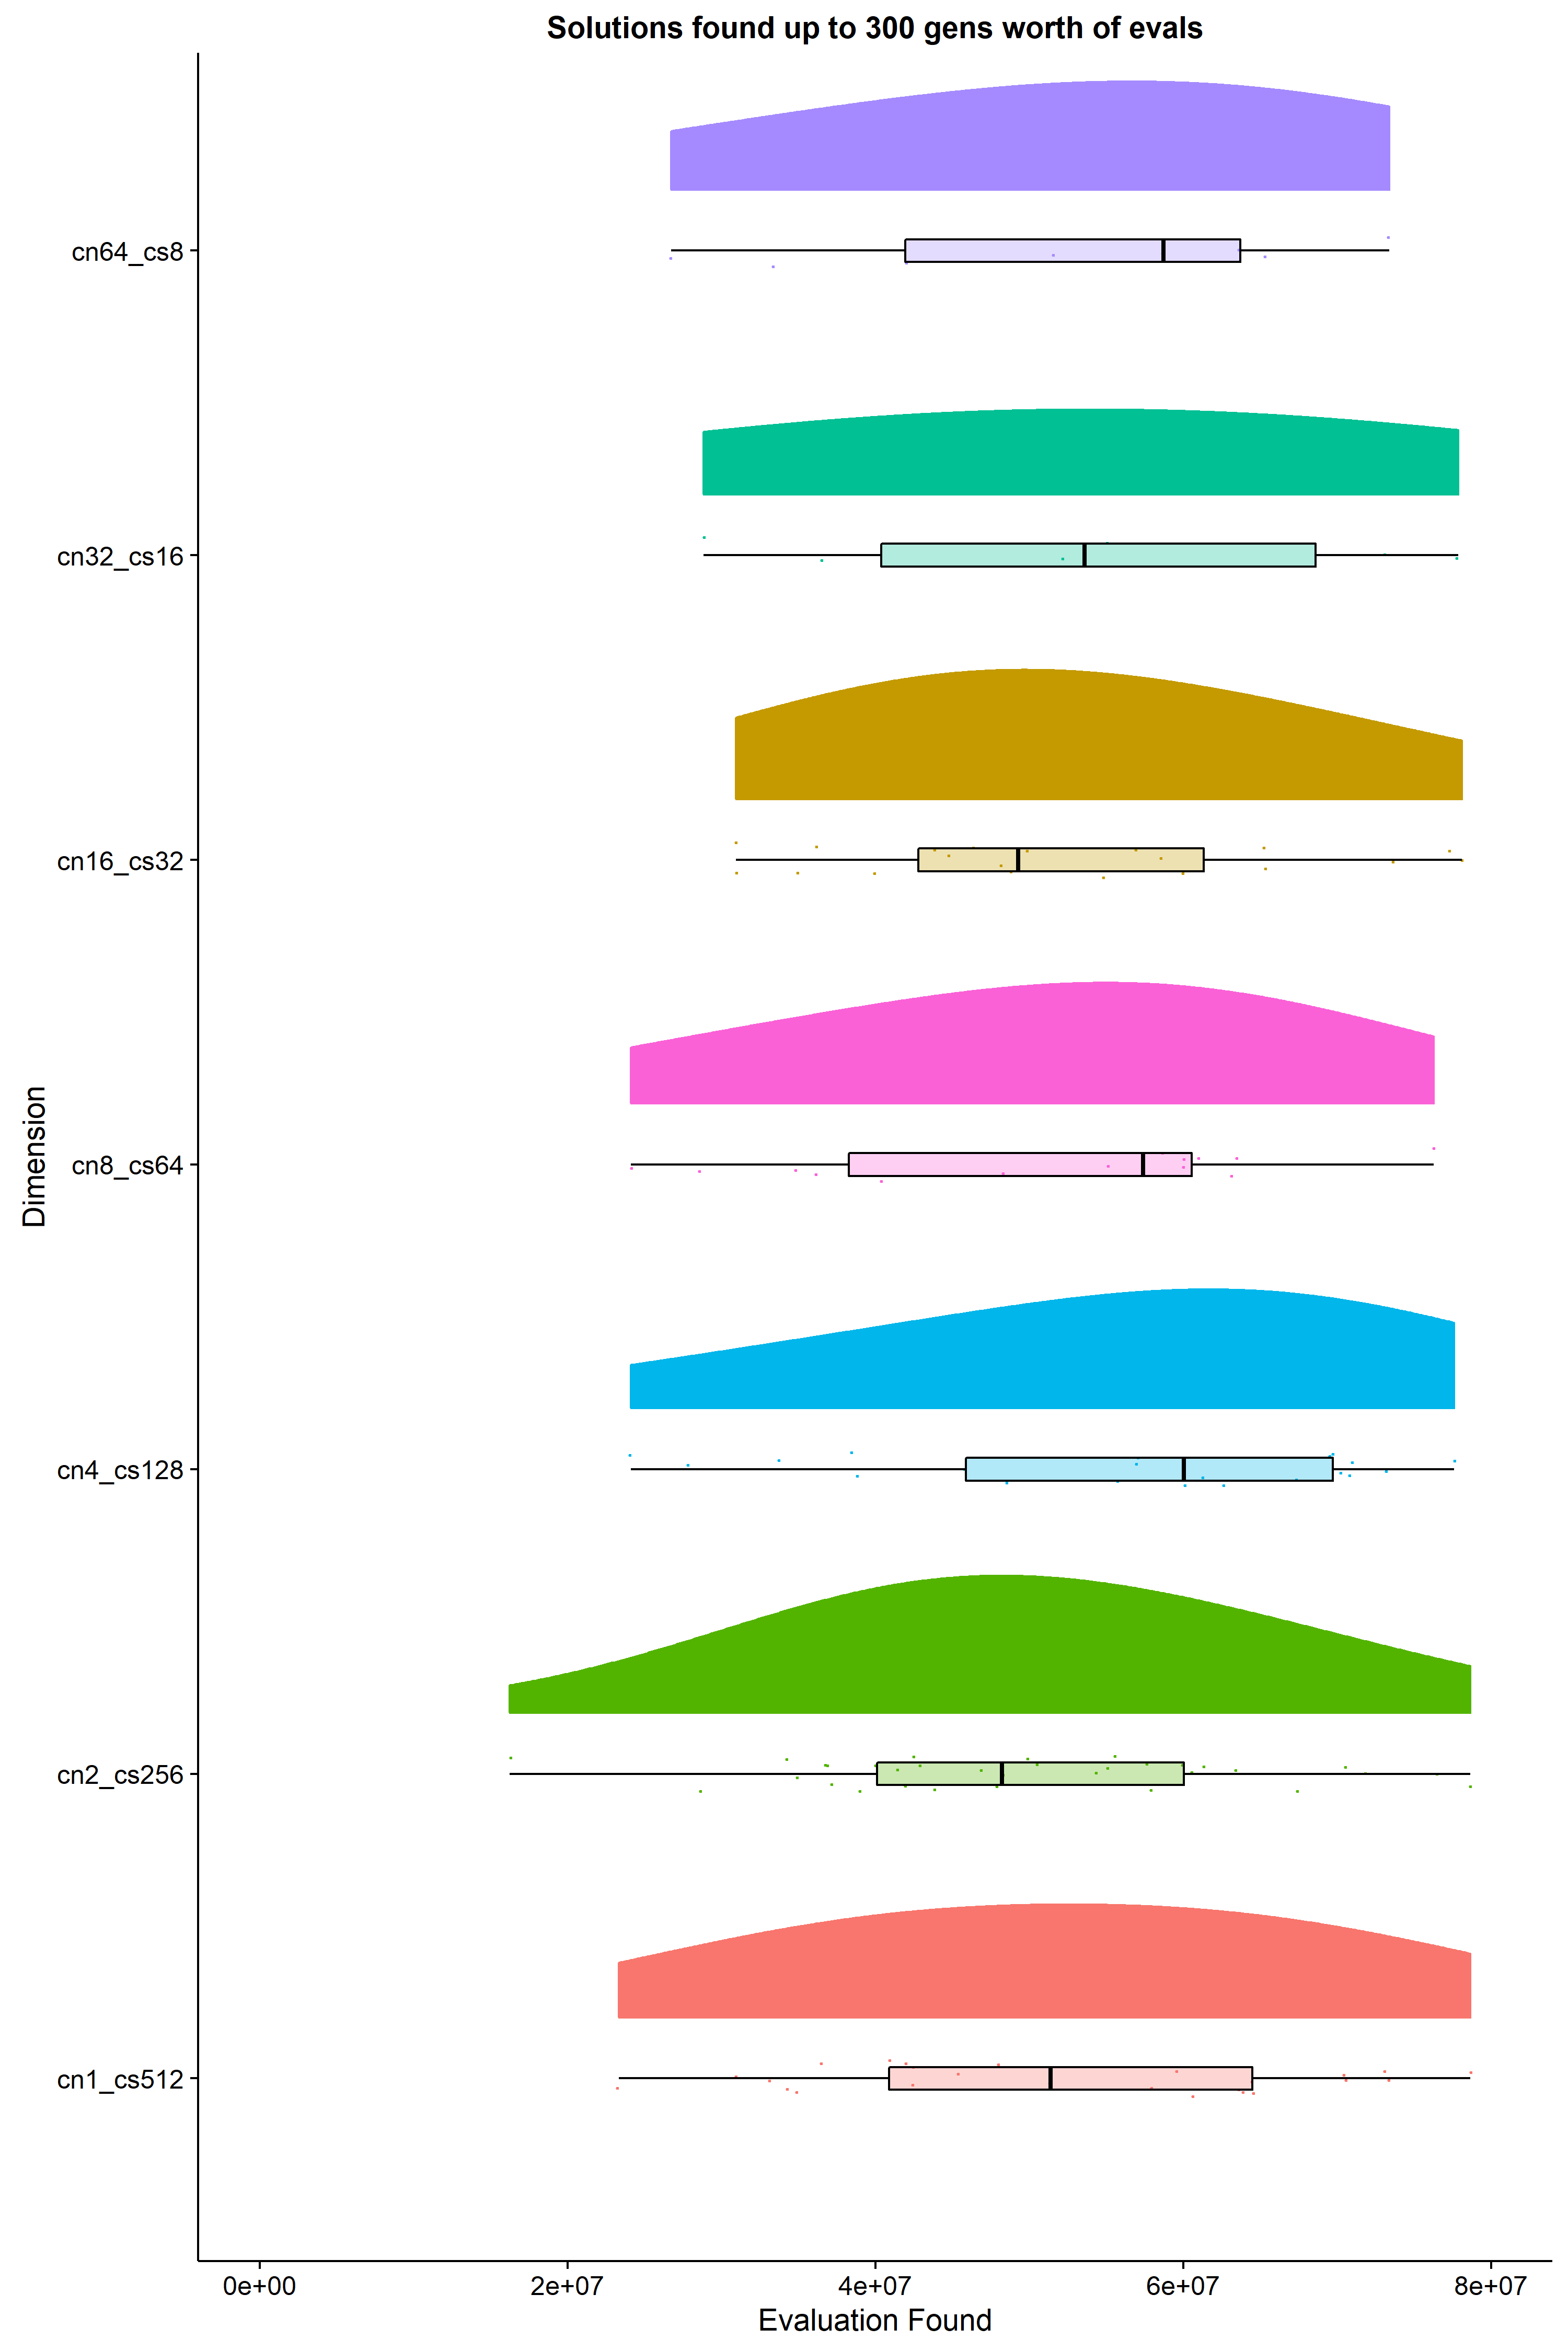 Solutions found up to 300 gens worth of evals
cn64_cs8
cn32_cs16
cn16_cs32
cn8_cs64
cn4_cs128
cn2_cs256
cn1_cs512
Dimension
0e+00 2e+07 4e+07 6e+07 8e+07
Evaluation Found